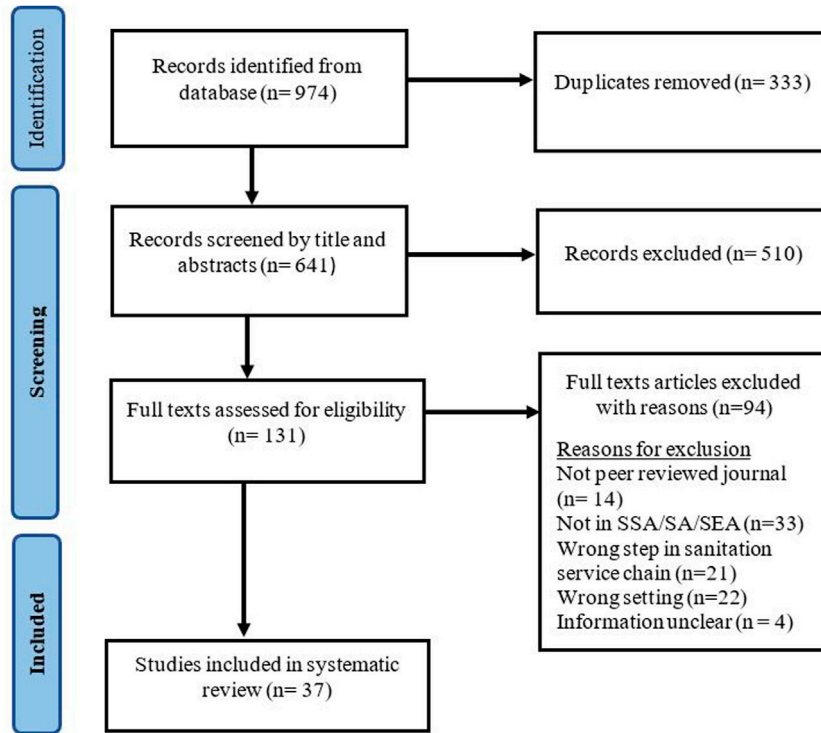 Identification
Records identified from
database (n= 974)
Duplicates removed (n= 333)
Screening
Records screened by title and
abstracts (n= 641)
Records excluded (n= 510)
Full texts assessed for eligibility
(n= 131)
Full texts articles excluded
with reasons (n=94)
Reasons for exclusion
Not peer reviewed journal
(n= 14)
Not in SSA/SA/SEA (n=33)
Wrong step in sanitation
service chain (n=21)
Wrong setting (n=22)
Information unclear (n = 4)
Included
Studies included in systematic
review (n= 37)